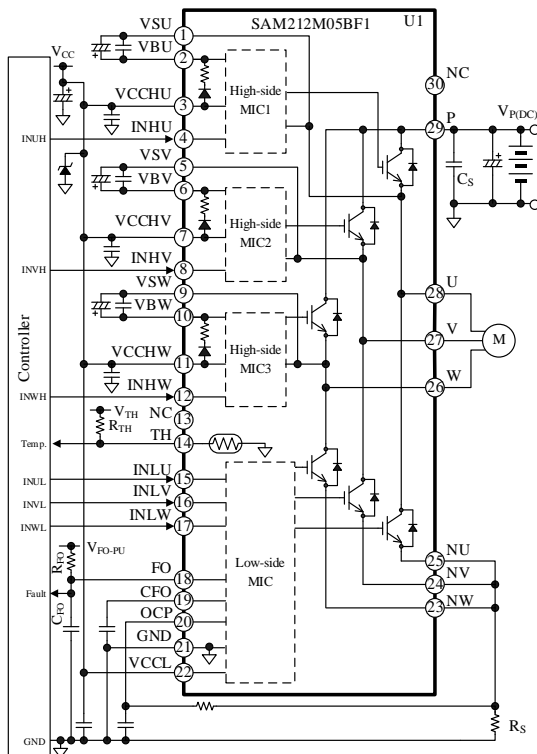 SAM212M05BF1
U1
VSU
1
VBU
2
VCC
VCCHU
3
High-side
MIC1
INUH
INHU
4
NC
30
P
29
VP(DC)
CS
VSV
5
VBV
6
VCCHV
7
High-side
MIC2
INVH
INHV
8
VSW
9
VBW
10
VCCHW
11
High-side
MIC3
INWH
INHW
12
U
28
V
27
M
W
26
Controller
VTH
RTH
NC
13
Temp.
TH
14
INUL
INLU
15
INVL
INLV
16
INWL
INLW
17
VFO-PU
RFO
Fault
CFO
Low-side
MIC
FO
18
CFO
19
OCP
20
GND
21
VCCL
22
NU
25
NV
24
NW
23
RS
GND